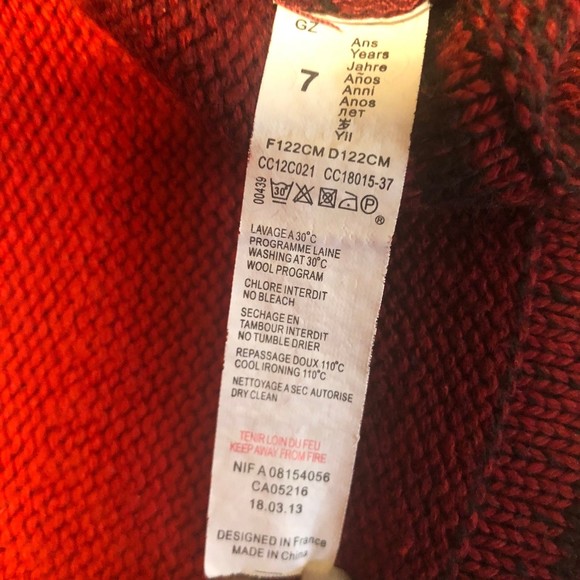 GZ
7
Ans
Years
Jahre
Años
Anni
Anos
лет
岁
Yil
F122CM D122CM
CC12C021 CC18015-37
00439
30°
P
®
LAVAGE A 30°C
PROGRAMME LAINE
WASHING AT 30°C
WOOL PROGRAM
CHLORE INTERDIT
NO BLEACH
SECHAGE EN
TAMBOUR INTERDIT
NO TUMBLE DRIER
REPASSAGE DOUX 110°C
COOL IRONING 110°C
NETTOYAGE A SEC AUTORISE
DRY CLEAN
TENIR LOIN DU FEU
KEEP AWAY FROM FIRE
NIF A 08154056
CA05216
18.03.13
DESIGNED IN France
MADE IN China